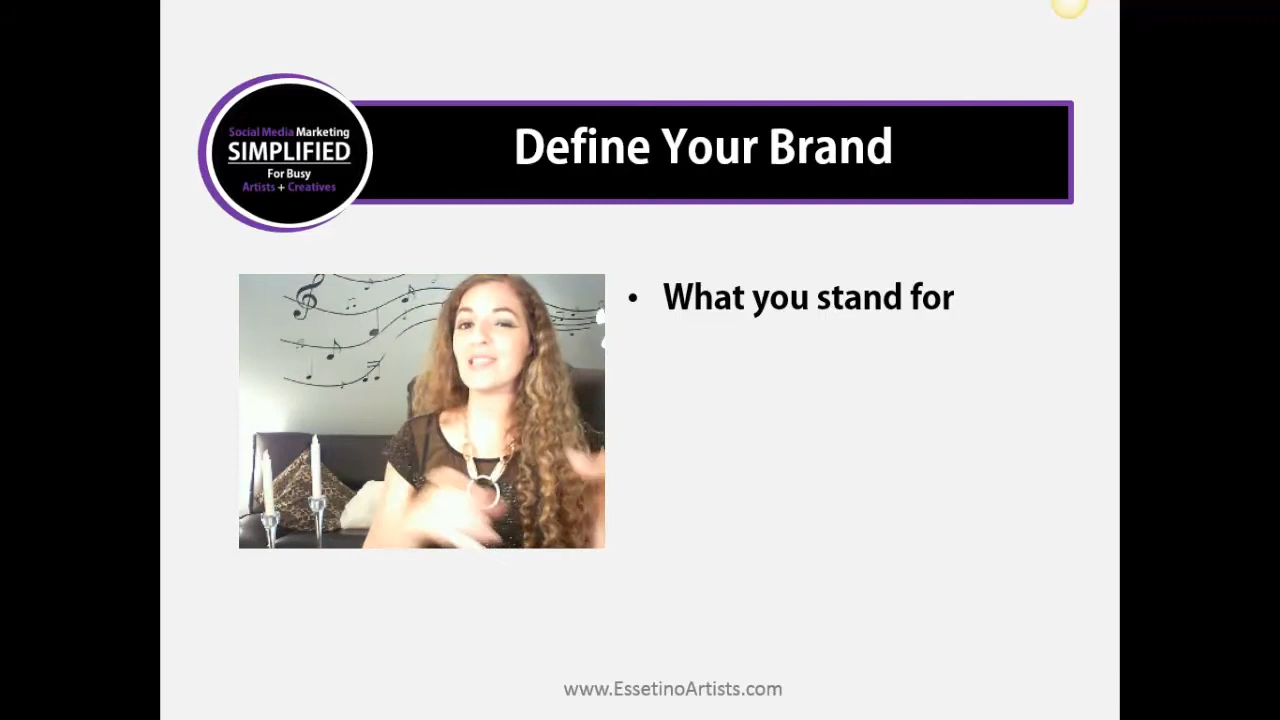 Social Media Marketing
SIMPLIFIED
For Busy
Artists + Creatives
Define Your Brand
• What you stand for
www.EssetinoArtists.com